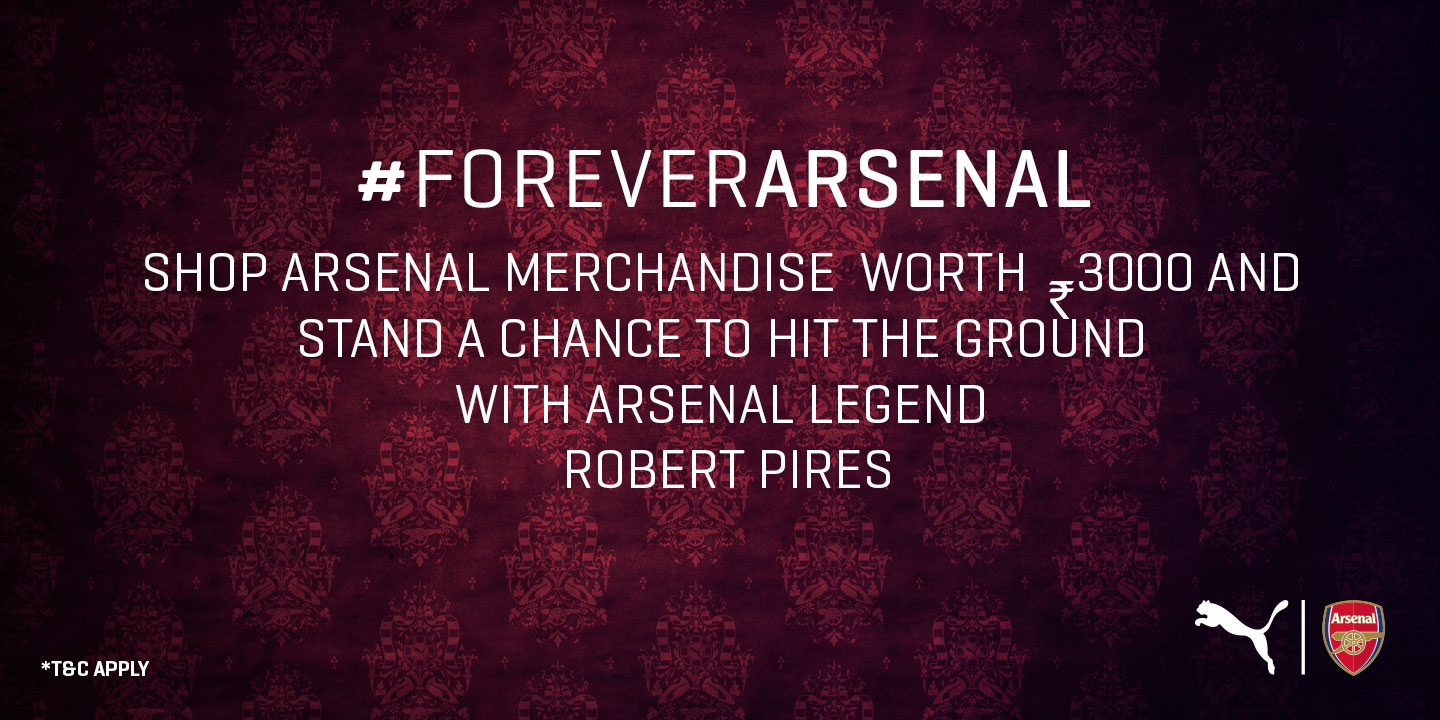 #FOREVERARSENAL
SHOP ARSENAL MERCHANDISE WORTH ₹3000 AND
STAND A CHANCE TO HIT THE GROUND
WITH ARSENAL LEGEND
ROBERT PIRES
*T&C APPLY
Arsenal